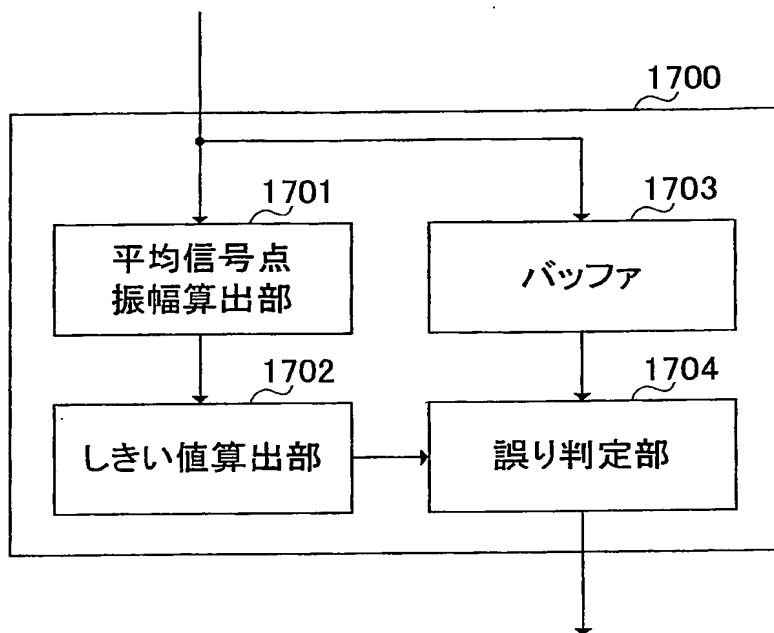 1700
1701
平均信号点
振幅算出部
1703
バッファ
1702
しきい値算出部
1704
誤り判定部